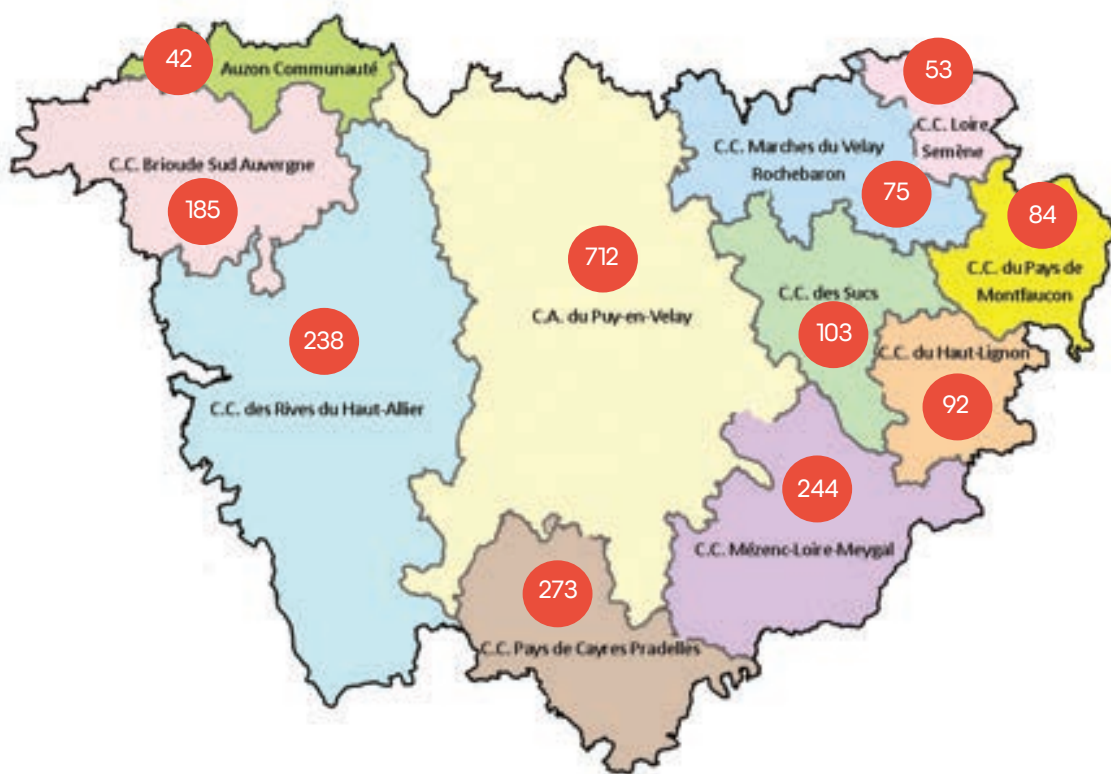 42
Auzon Communauté
53
C.C. Loire
Semène
C.C. Marches du Velay
Rochebaron
75
C.C. Brioude Sud Auvergne
185
84
C.C. du Pays de
Montfaucon
712
C.A. du Puy-en-Velay
C.C. des Sucs
103
238
C.C. des Rives du Haut-Allier
C.C. du Haut-Lignon
92
244
C.C. Mézenc-Loire-Meygal
273
C.C. Pays de Cayres Pradelles